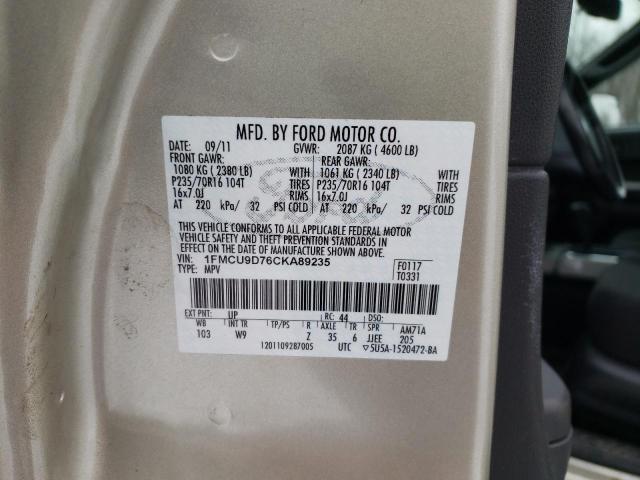 MFD. BY FORD MOTOR CO.
DATE: 09/11 GVWR: 2087 KG ( 4600 LB)
FRONT GAWR: REAR GAWR:
1080 KG ( 2380 LB) WITH 1061 KG ( 2340 LB) WITH
P235/70R16 104T TIRES P235/70R16 104T TIRES
16x7.0J RIMS 16x7.0J RIMS
AT 220 kPa/ 32 PSI COLD AT 220 kPa/ 32 PSI COLD
THIS VEHICLE CONFORMS TO ALL APPLICABLE FEDERAL MOTOR
VEHICLE SAFETY AND THEFT PREVENTION STANDARDS IN
EFFECT ON THE DATE OF MANUFACTURE SHOWN ABOVE.
VIN: 1FMCU9D76CKA89235 F0117
TYPE: MPV T0331
EXT PNT: UP RC: 44 DSO:
WB INT TR TP/PS R AXLE TR SPR AM71A
103 W9 Z 35 6 JJEE 205
1201109287005 UTC ▽5U5A-1520472-BA